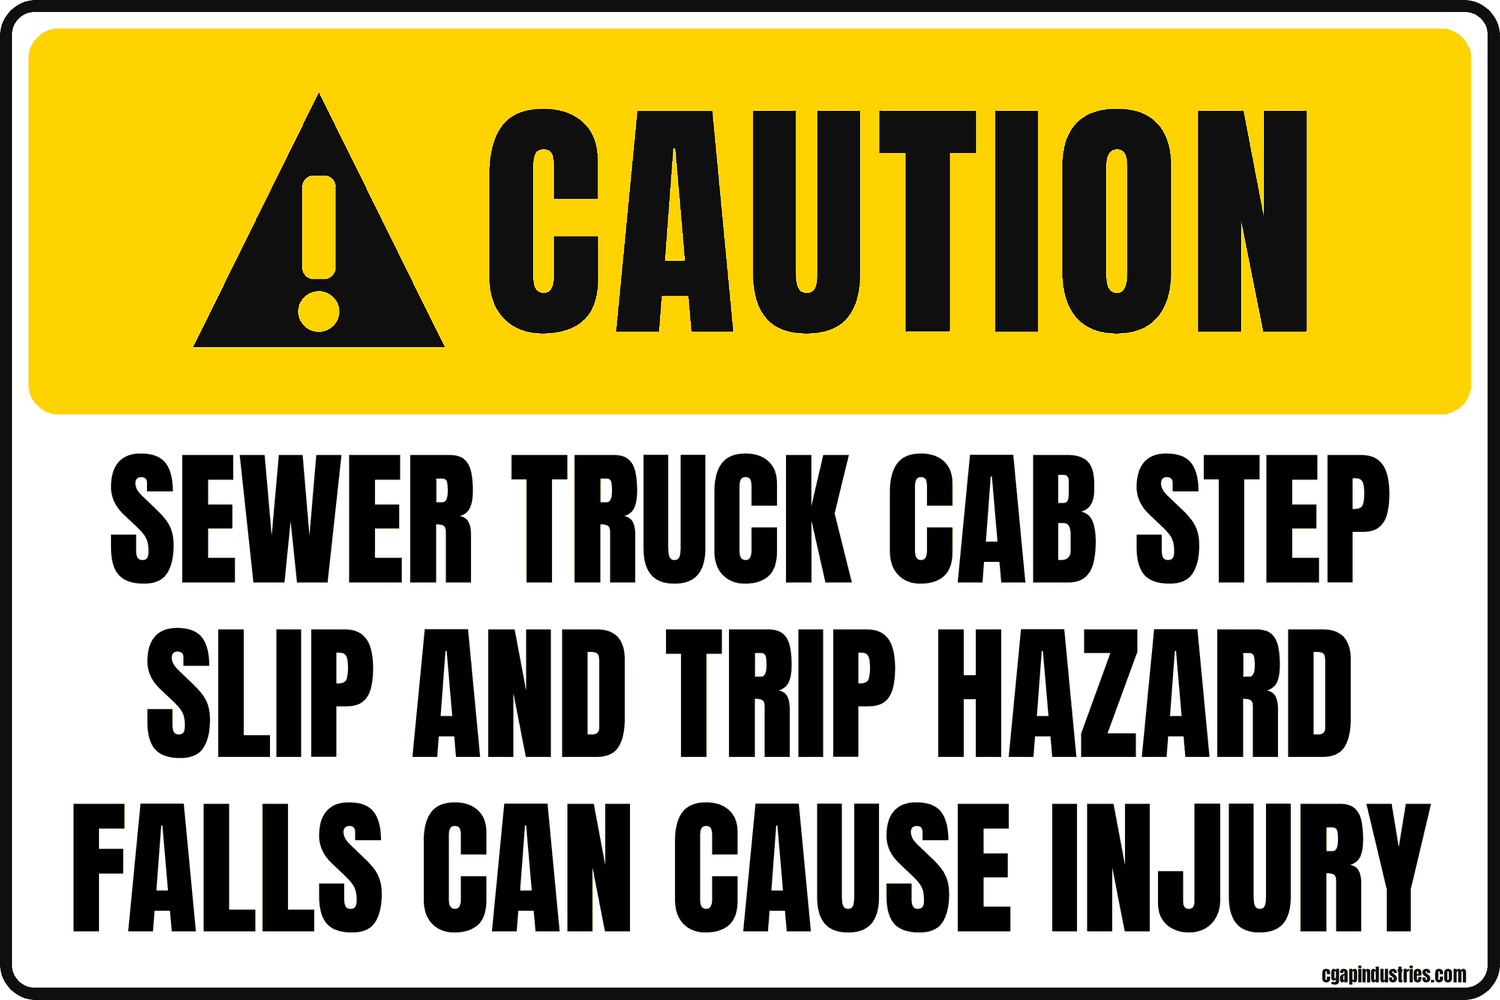 CAUTION
SEWER TRUCK CAB STEP
SLIP AND TRIP HAZARD
FALLS CAN CAUSE INJURY
cgapindustries.com